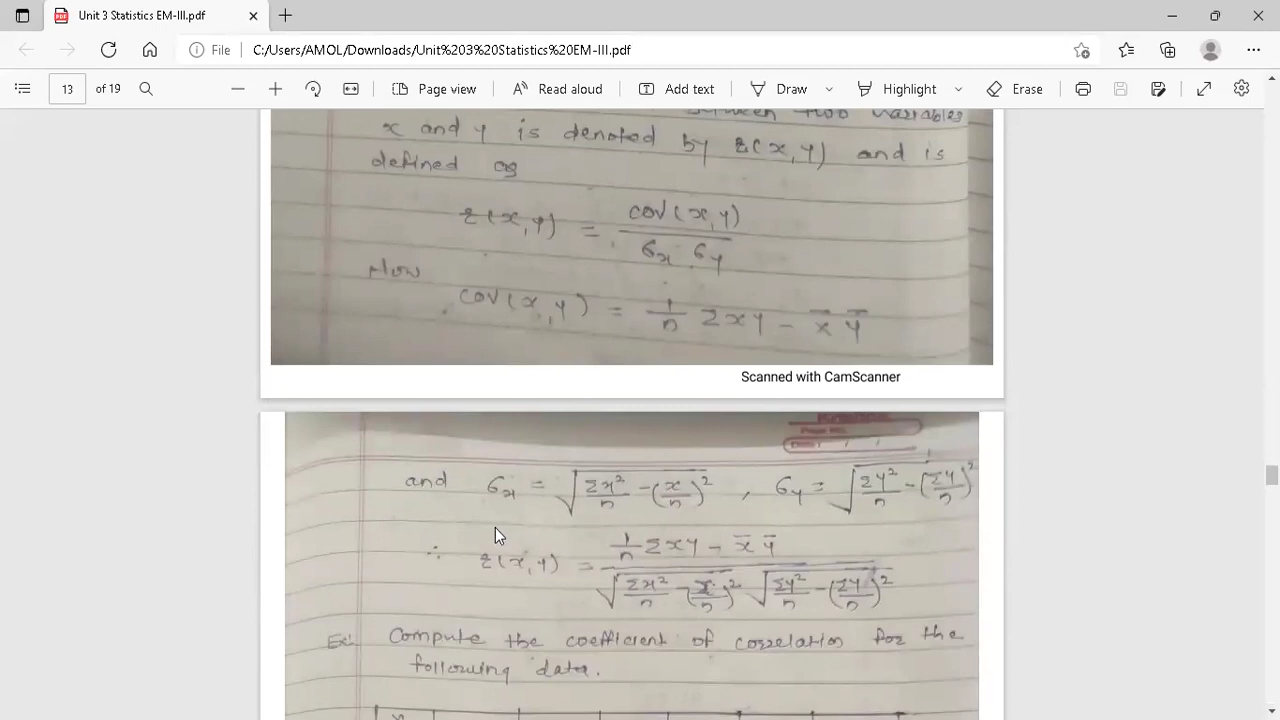 Unit 3 Statistics EM-III.pdf
File C:/Users/AMOL/Downloads/Unit%203%20Statistics%20EM-III.pdf
13 of 19 Page view Read aloud Add text Draw Highlight Erase
between two variables
x and y is denoted by r(x,y) and is
defined as
r(x,y) = cov(x,y) / σx σy
Now
cov(x,y) = 1/n Σxy - x̄ ȳ
Scanned with CamScanner
and σx = √(Σx²/n - (x/n)²) , σy = √(Σy²/n - (Σy/n)²)
∴ r(x,y) = (1/n Σxy - x̄ ȳ) / (√(Σx²/n - (x/n)²) √(Σy²/n - (Σy/n)²))
Ex: Compute the coefficient of correlation for the
following data.
x